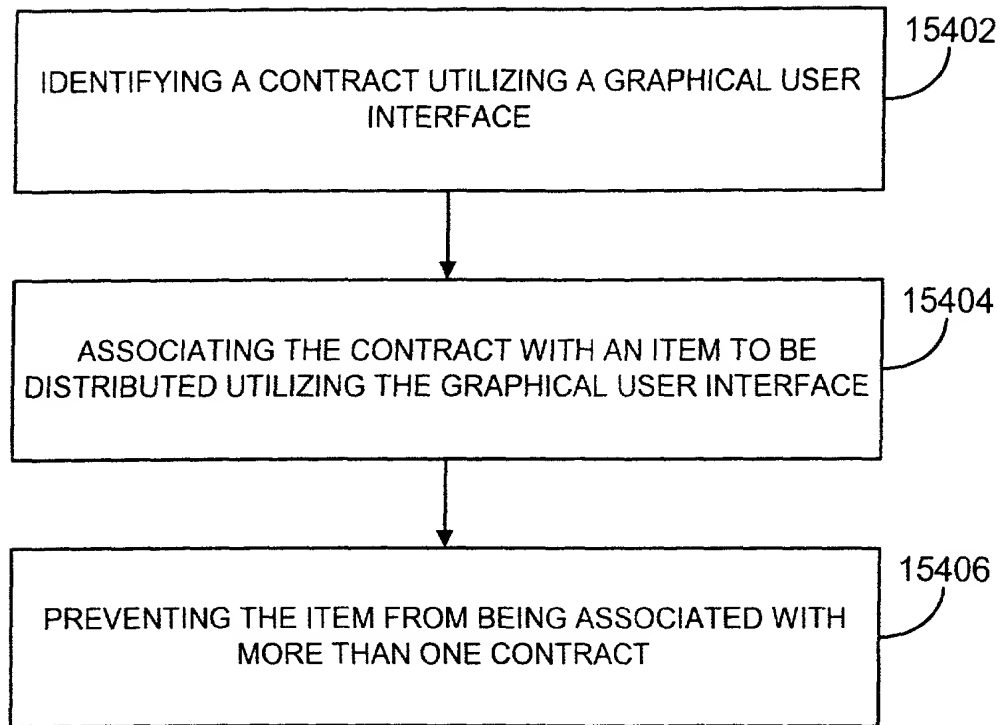 15402
IDENTIFYING A CONTRACT UTILIZING A GRAPHICAL USER
INTERFACE
15404
ASSOCIATING THE CONTRACT WITH AN ITEM TO BE
DISTRIBUTED UTILIZING THE GRAPHICAL USER INTERFACE
15406
PREVENTING THE ITEM FROM BEING ASSOCIATED WITH
MORE THAN ONE CONTRACT